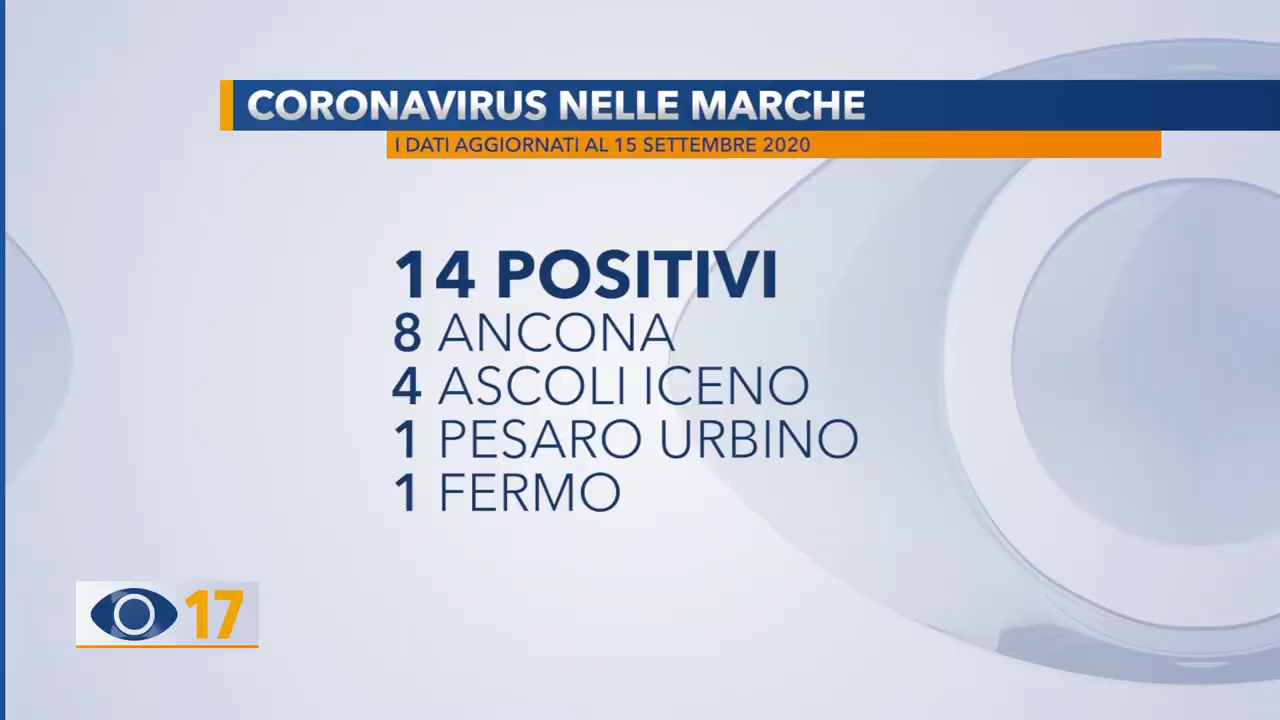 CORONAVIRUS NELLE MARCHE
I DATI AGGIORNATI AL 15 SETTEMBRE 2020
14 POSITIVI
8 ANCONA
4 ASCOLI ICENO
1 PESARO URBINO
1 FERMO
17